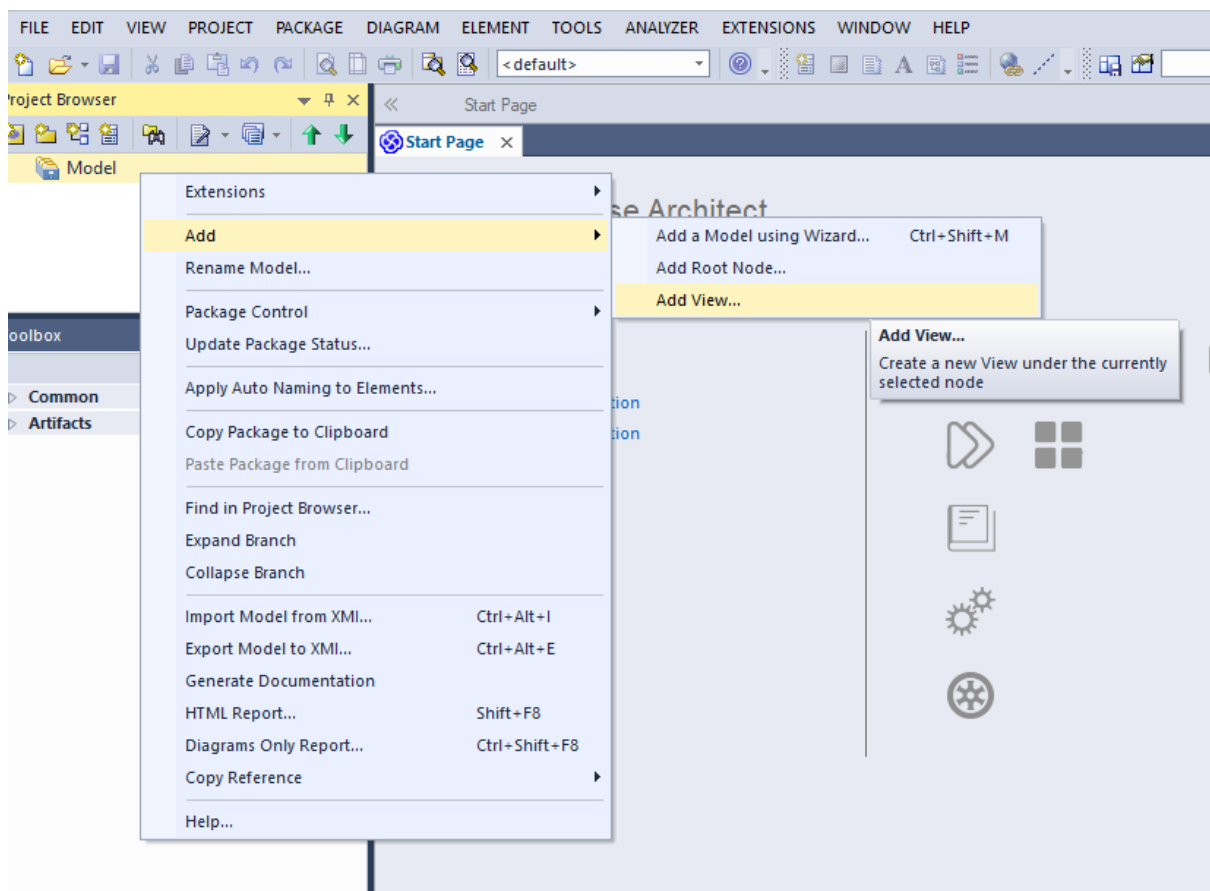 FILE EDIT VIEW PROJECT PACKAGE DIAGRAM ELEMENT TOOLS ANALYZER EXTENSIONS WINDOW HELP
<default>
Project Browser
Start Page
Start Page
Model
Extensions
Add
Rename Model...
Package Control
Update Package Status...
Apply Auto Naming to Elements...
Copy Package to Clipboard
Paste Package from Clipboard
Find in Project Browser...
Expand Branch
Collapse Branch
Import Model from XMI... Ctrl+Alt+I
Export Model to XMI... Ctrl+Alt+E
Generate Documentation
HTML Report... Shift+F8
Diagrams Only Report... Ctrl+Shift+F8
Copy Reference
Help...
se Architect
Add a Model using Wizard... Ctrl+Shift+M
Add Root Node...
Add View...
Add View...
Create a new View under the currently
selected node
tion
tion
oolbox
Common
Artifacts